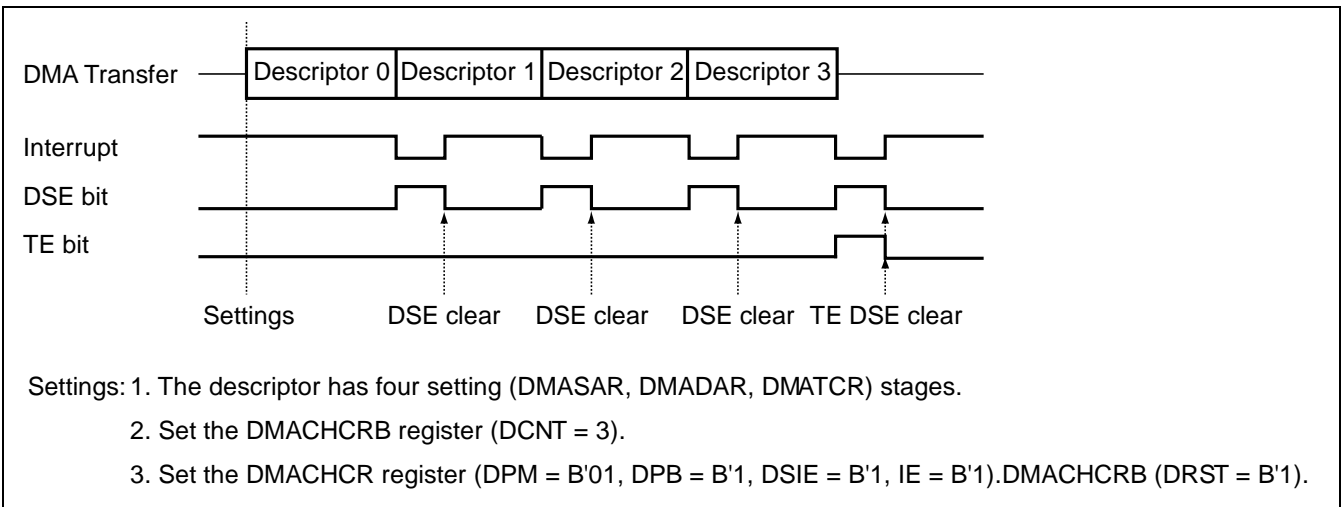 DMA Transfer Descriptor 0 Descriptor 1 Descriptor 2 Descriptor 3
Interrupt
DSE bit
TE bit
Settings DSE clear DSE clear DSE clear TE DSE clear
Settings: 1. The descriptor has four setting (DMASAR, DMADAR, DMATCR) stages.
2. Set the DMACHCRB register (DCNT = 3).
3. Set the DMACHCR register (DPM = B'01, DPB = B'1, DSIE = B'1, IE = B'1).DMACHCRB (DRST = B'1).